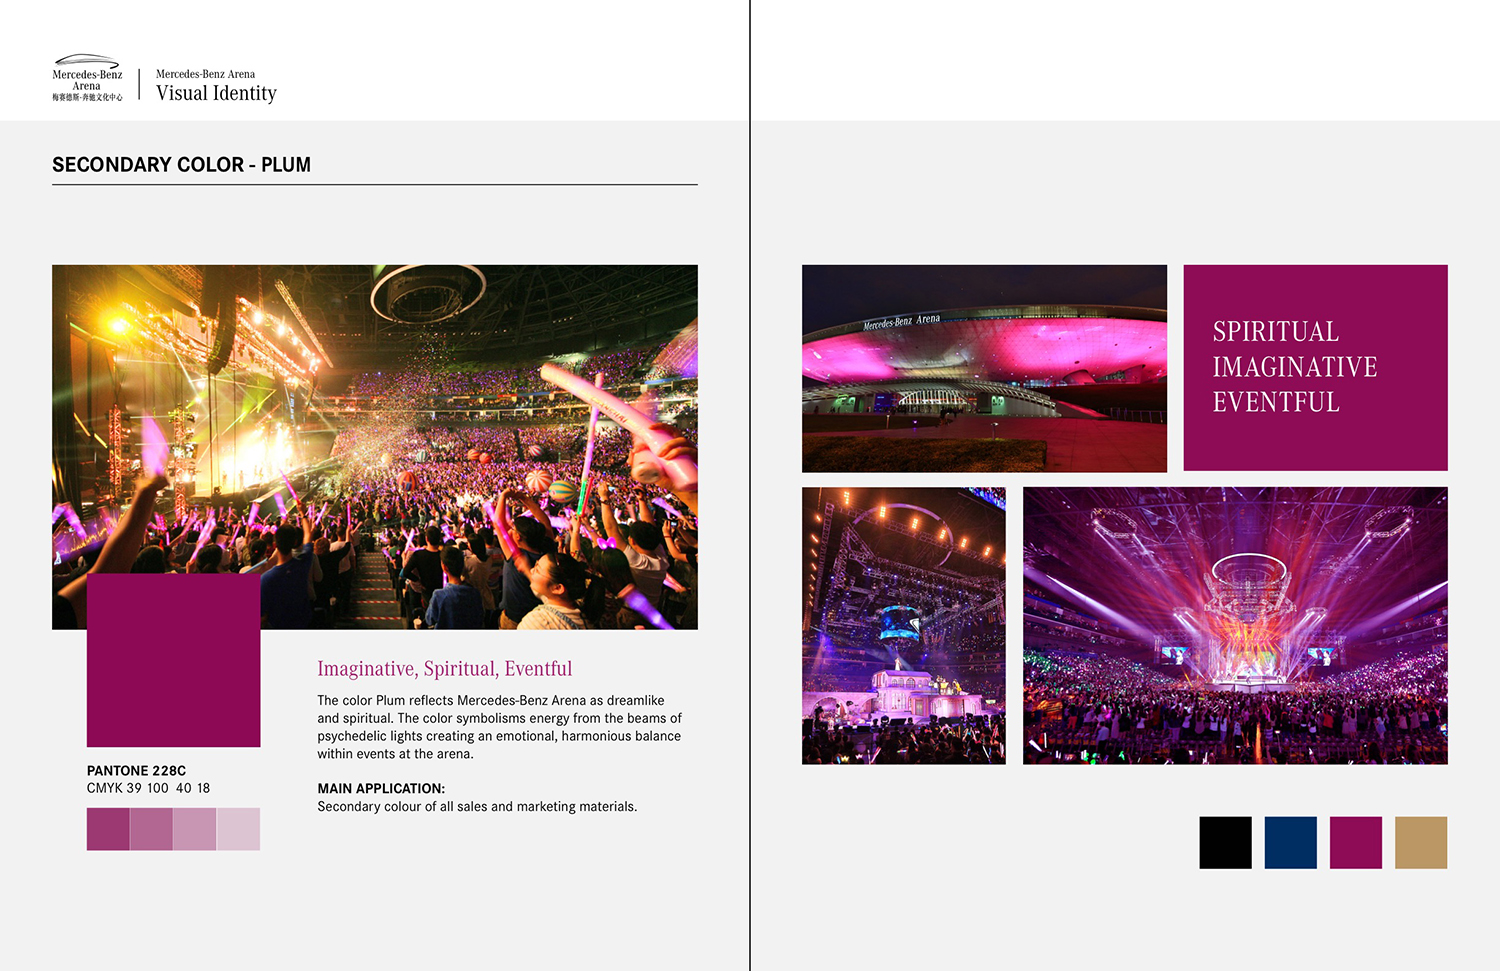 Mercedes-Benz
Arena
梅赛德斯-奔驰文化中心
Mercedes-Benz Arena
Visual Identity
SECONDARY COLOR - PLUM
Imaginative, Spiritual, Eventful
The color Plum reflects Mercedes-Benz Arena as dreamlike
and spiritual. The color symbolisms energy from the beams of
psychedelic lights creating an emotional, harmonious balance
within events at the arena.
MAIN APPLICATION:
Secondary colour of all sales and marketing materials.
PANTONE 228C
CMYK 39 100 40 18
Mercedes-Benz Arena
SPIRITUAL
IMAGINATIVE
EVENTFUL